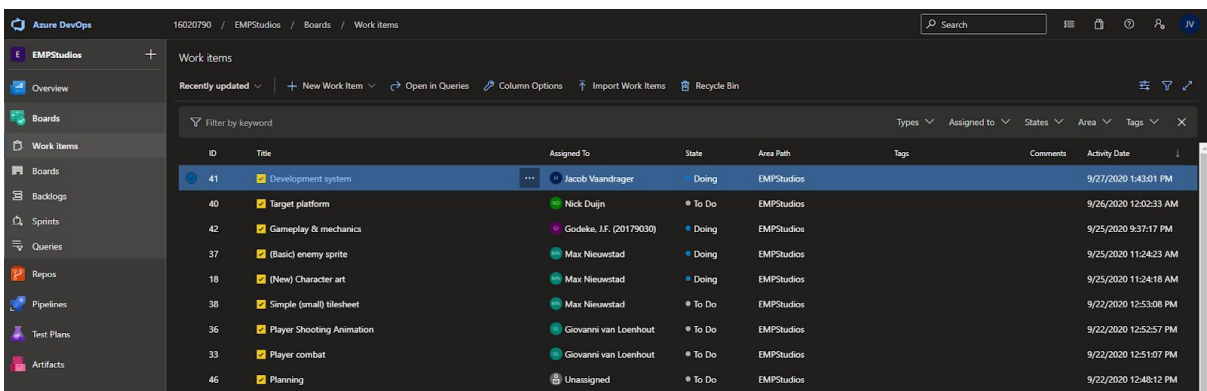 Azure DevOps 16020790 / EMPStudios / Boards / Work items Search JV
E EMPStudios +
Work items
Overview
Recently updated + New Work Item Open in Queries Column Options Import Work Items Recycle Bin
Boards
Filter by keyword Types Assigned to States Area Tags
Work items
ID Title Assigned To State Area Path Tags Comments Activity Date
Boards
41 Development system ... JV Jacob Vaandrager Doing EMPStudios 9/27/2020 1:43:01 PM
Backlogs
40 Target platform ND Nick Duijn To Do EMPStudios 9/26/2020 12:02:33 AM
Sprints
42 Gameplay & mechanics GJ Godeke, J.F. (20179030) Doing EMPStudios 9/25/2020 9:37:17 PM
Queries
37 (Basic) enemy sprite MN Max Nieuwstad Doing EMPStudios 9/25/2020 11:24:23 AM
Repos
18 (New) Character art MN Max Nieuwstad Doing EMPStudios 9/25/2020 11:24:18 AM
Pipelines
38 Simple (small) tilesheet MN Max Nieuwstad To Do EMPStudios 9/22/2020 12:53:08 PM
Test Plans
36 Player Shooting Animation Giovanni van Loenhout To Do EMPStudios 9/22/2020 12:52:57 PM
33 Player combat Giovanni van Loenhout To Do EMPStudios 9/22/2020 12:51:07 PM
Artifacts
46 Planning Unassigned To Do EMPStudios 9/22/2020 12:48:12 PM